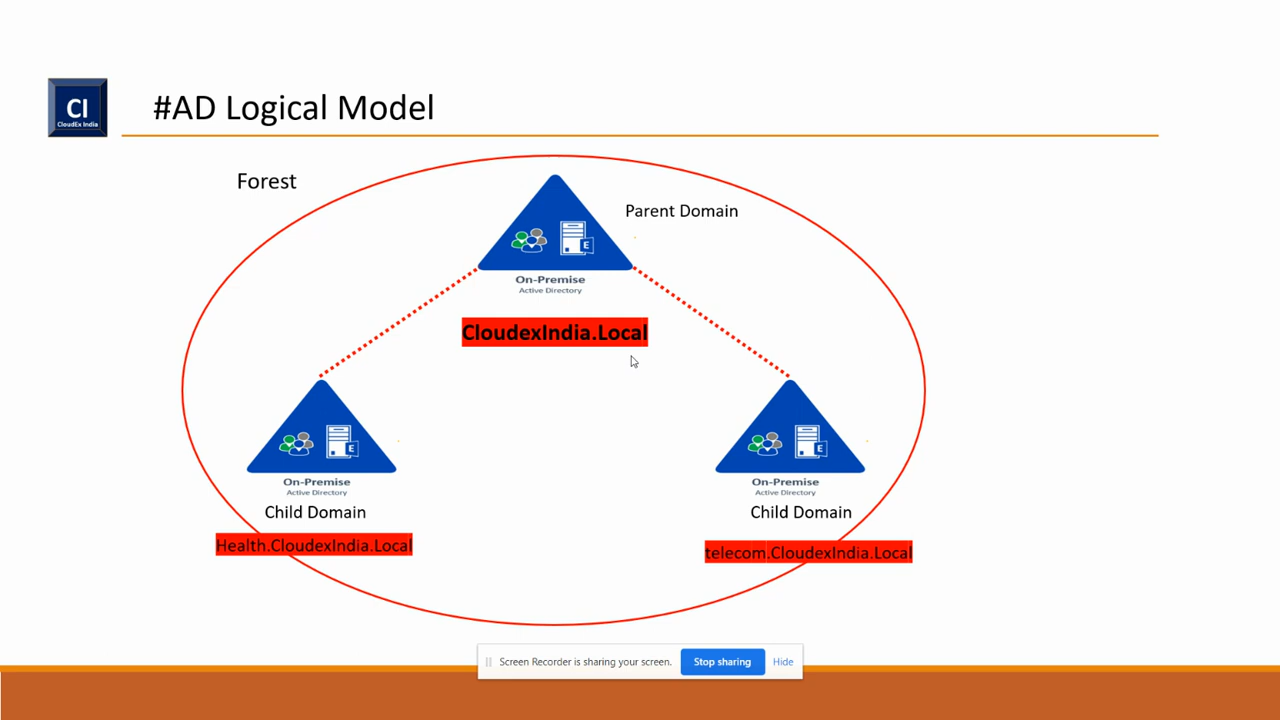 CI
CloudEx India
#AD Logical Model
Forest
Parent Domain
E
On-Premise
Active Directory
CloudexIndia.Local
E
On-Premise
Active Directory
Child Domain
Health.CloudexIndia.Local
E
On-Premise
Active Directory
Child Domain
telecom.CloudexIndia.Local
Screen Recorder is sharing your screen. Stop sharing Hide